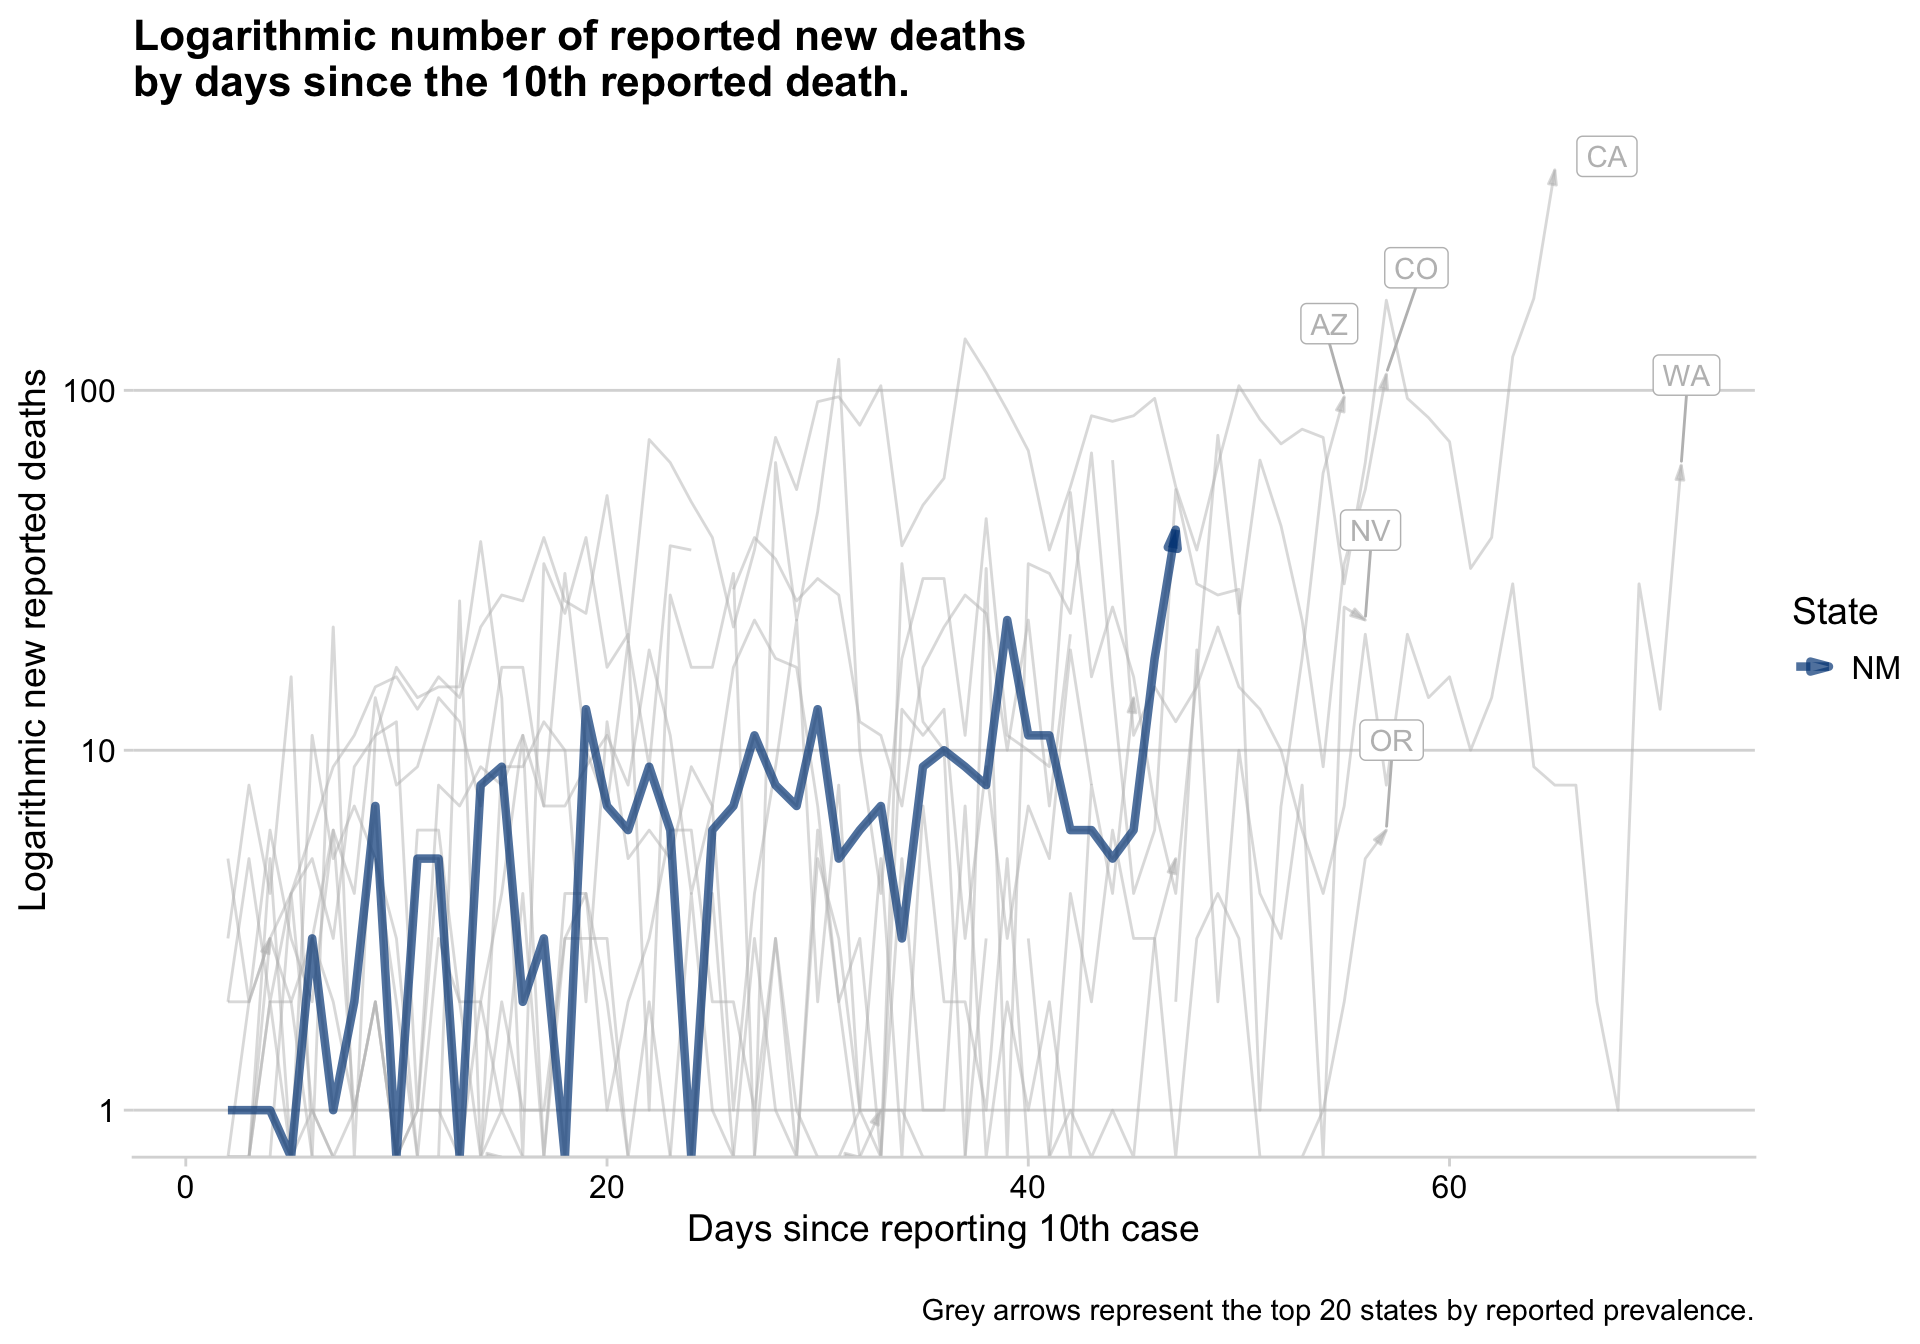 Logarithmic number of reported new deaths
by days since the 10th reported death.
CA
CO
AZ
WA
100
NV
OR
10
1
Logarithmic new reported deaths
State
NM
0 20 40 60
Days since reporting 10th case
Grey arrows represent the top 20 states by reported prevalence.